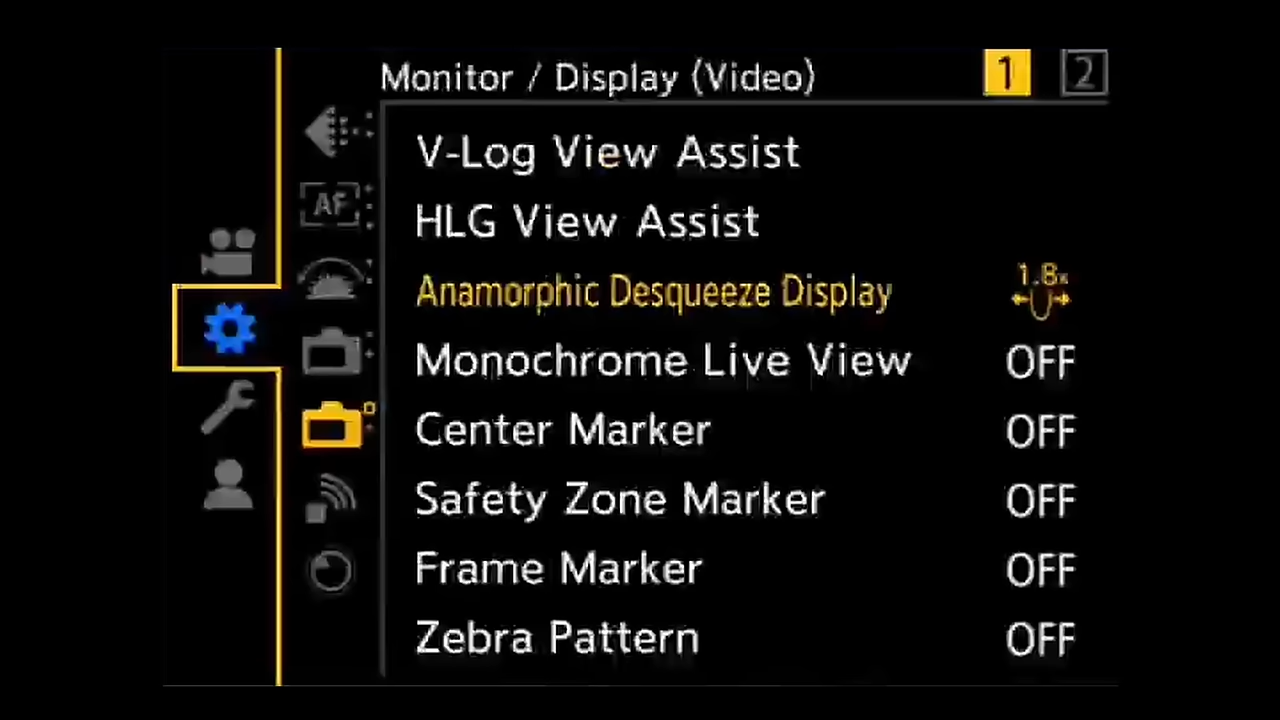 Monitor / Display (Video) 1 2
AF
V-Log View Assist
HLG View Assist
Anamorphic Desqueeze Display 1.8x
Monochrome Live View OFF
Center Marker OFF
Safety Zone Marker OFF
Frame Marker OFF
Zebra Pattern OFF